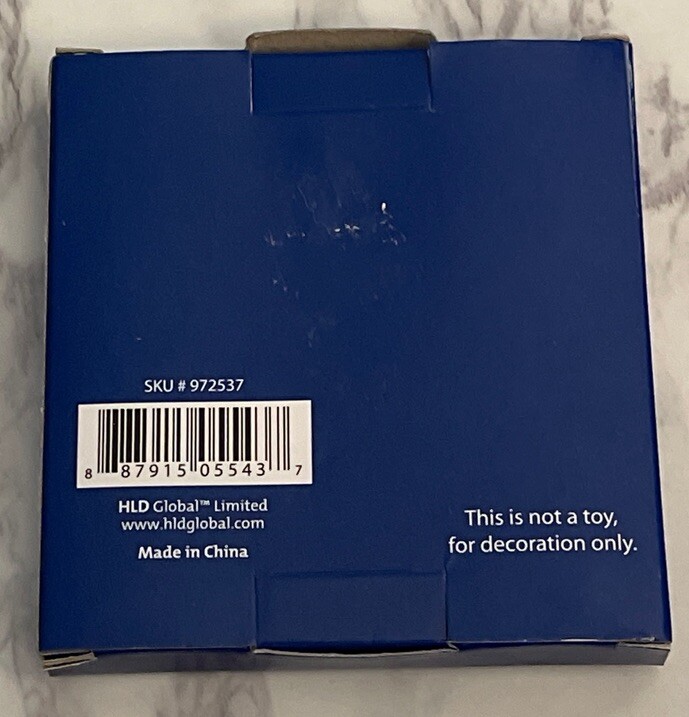 SKU # 972537
8 87915 05543 7
HLD Global™ Limited
www.hldglobal.com
Made in China
This is not a toy,
for decoration only.